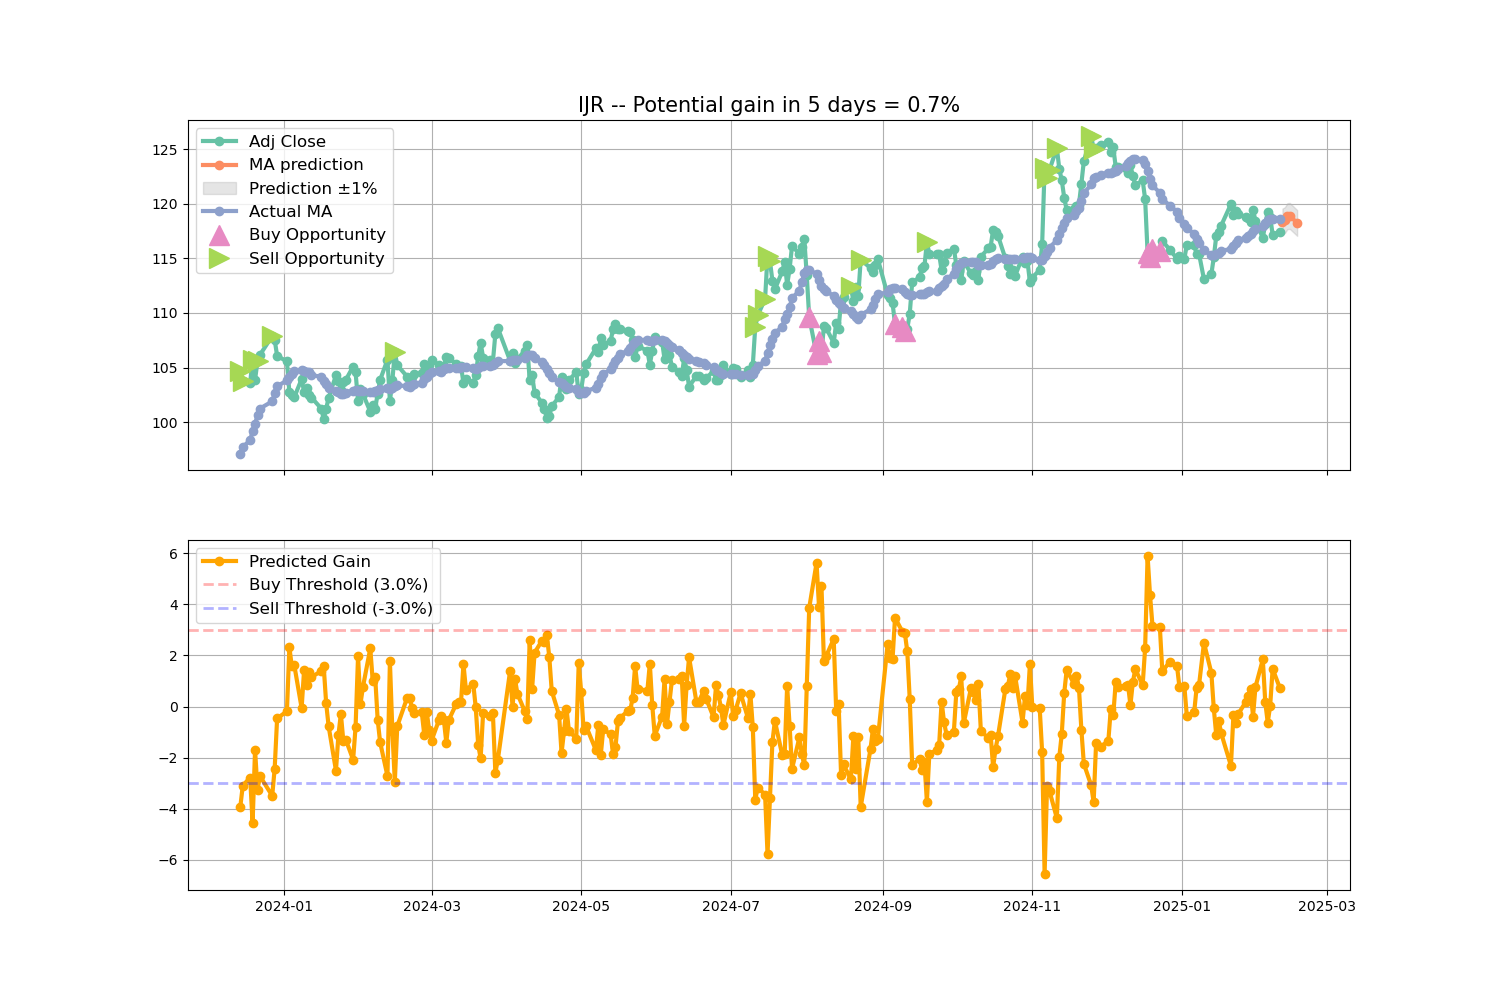 IJR -- Potential gain in 5 days = 0.7%
Adj Close
MA prediction
Prediction ±1%
Actual MA
Buy Opportunity
Sell Opportunity
125
120
115
110
105
100
Predicted Gain
Buy Threshold (3.0%)
Sell Threshold (-3.0%)
6
4
2
0
−2
−4
−6
2024-01 2024-03 2024-05 2024-07 2024-09 2024-11 2025-01 2025-03